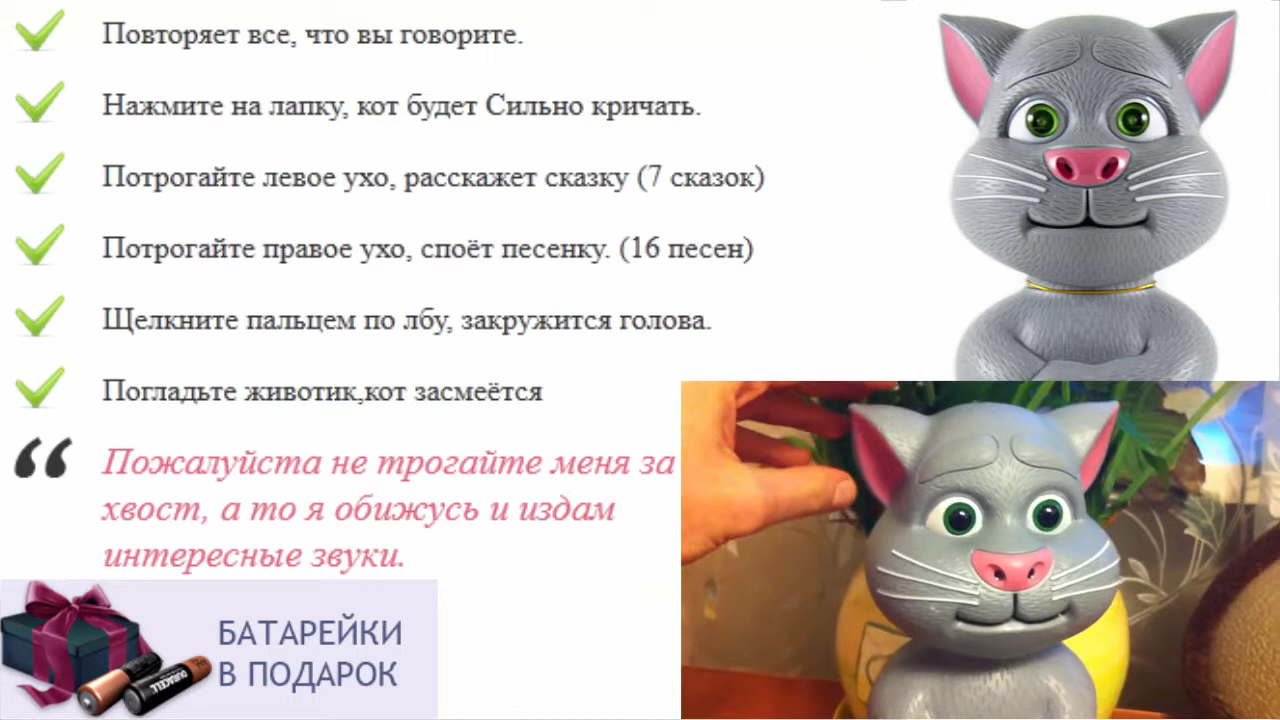 Повторяет все, что вы говорите.
Нажмите на лапку, кот будет Сильно кричать.
Потрогайте левое ухо, расскажет сказку (7 сказок)
Потрогайте правое ухо, споёт песенку. (16 песен)
Щелкните пальцем по лбу, закружится голова.
Погладьте животик,кот засмеётся
“ Пожалуйста не трогайте меня за
хвост, а то я обижусь и издам
интересные звуки.
БАТАРЕЙКИ
В ПОДАРОК
DURACELL